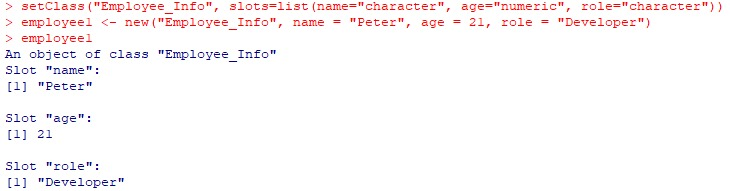 > setClass("Employee_Info", slots=list(name="character", age="numeric", role="character"))
> employee1 <- new("Employee_Info", name = "Peter", age = 21, role = "Developer")
> employee1
An object of class "Employee_Info"
Slot "name":
[1] "Peter"

Slot "age":
[1] 21

Slot "role":
[1] "Developer"